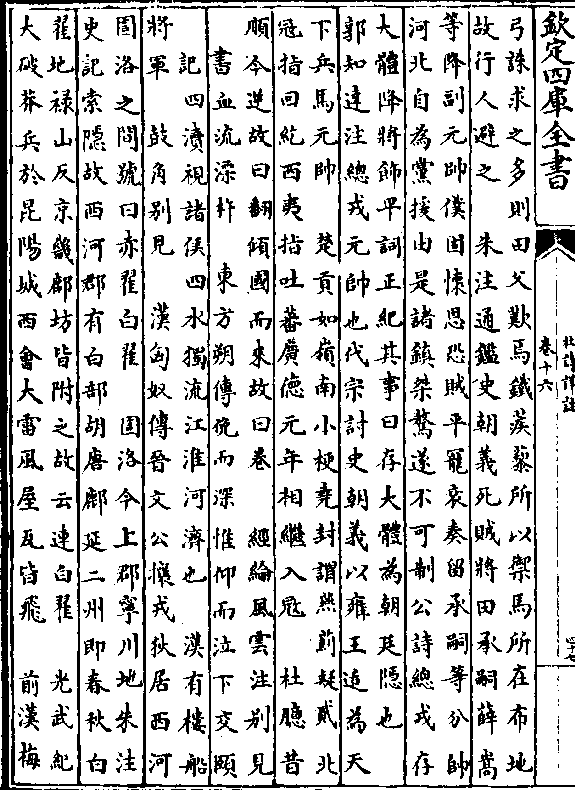 欽定四庫全書
杜詩詳註
卷十六
四十七
弓誅求之多則田父歎焉鐵蒺藜所以禦馬所在布地
故行人避之　朱注通鑑史朝義死賊將田承嗣薛嵩
等降副元帥僕固懷恩恐賊平寵衰奏留承嗣等分帥
河北自為黨援由是諸鎮桀驁遂不可制公詩總戎存
大體降將飾卑詞正紀其事曰存大體為朝廷隱也
郭知達注總戎元帥也代宗討史朝義以雍王适為天
下兵馬元帥　楚貢如嶺南小梗堯封謂燕薊疑貳北
冦指回紇西夷指吐蕃廣德元年相繼入冦　杜臆昔
順今逆故曰翻傾國而來故曰卷　經綸風雲注别見
書血流漂杵　東方朔傳俛而深惟仰而泣下交頤
記四瀆視諸侯四水獨流江淮河濟也　漢有樓船
將軍　鼓角别見　漢匈奴傳晉文公攘戎狄居西河
圁洛之間號曰赤翟白翟　圁洛今上郡寧川地朱注
史記索隱故西河郡有白部胡唐鄜延二州即春秋白
翟地禄山反京畿鄜坊皆附之故云連白翟　光武紀
大破莽兵於昆陽城西會大雷風屋瓦皆飛　前漢梅